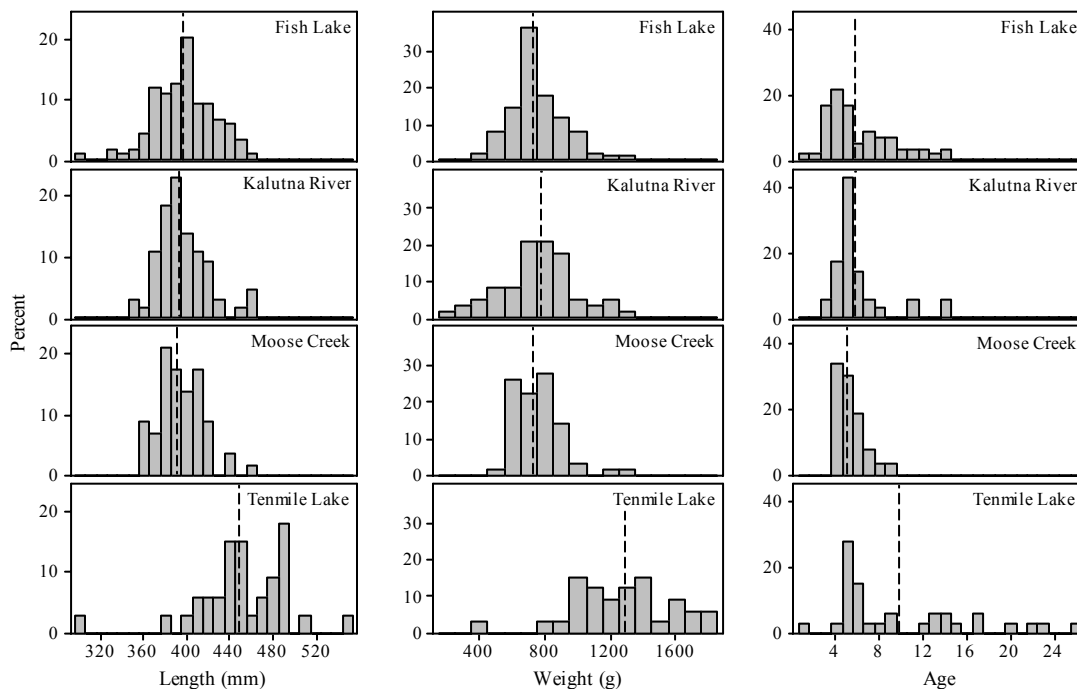 Percent
Fish Lake
20
10
0
Kalutna River
20
10
0
Moose Creek
20
10
0
Tenmile Lake
20
10
0
320 360 400 440 480 520
Length (mm)
Fish Lake
30
20
10
0
Kalutna River
30
20
10
0
Moose Creek
30
20
10
0
Tenmile Lake
30
20
10
0
400 800 1200 1600
Weight (g)
Fish Lake
40
20
0
Kalutna River
40
20
0
Moose Creek
40
20
0
Tenmile Lake
40
20
0
4 8 12 16 20 24
Age